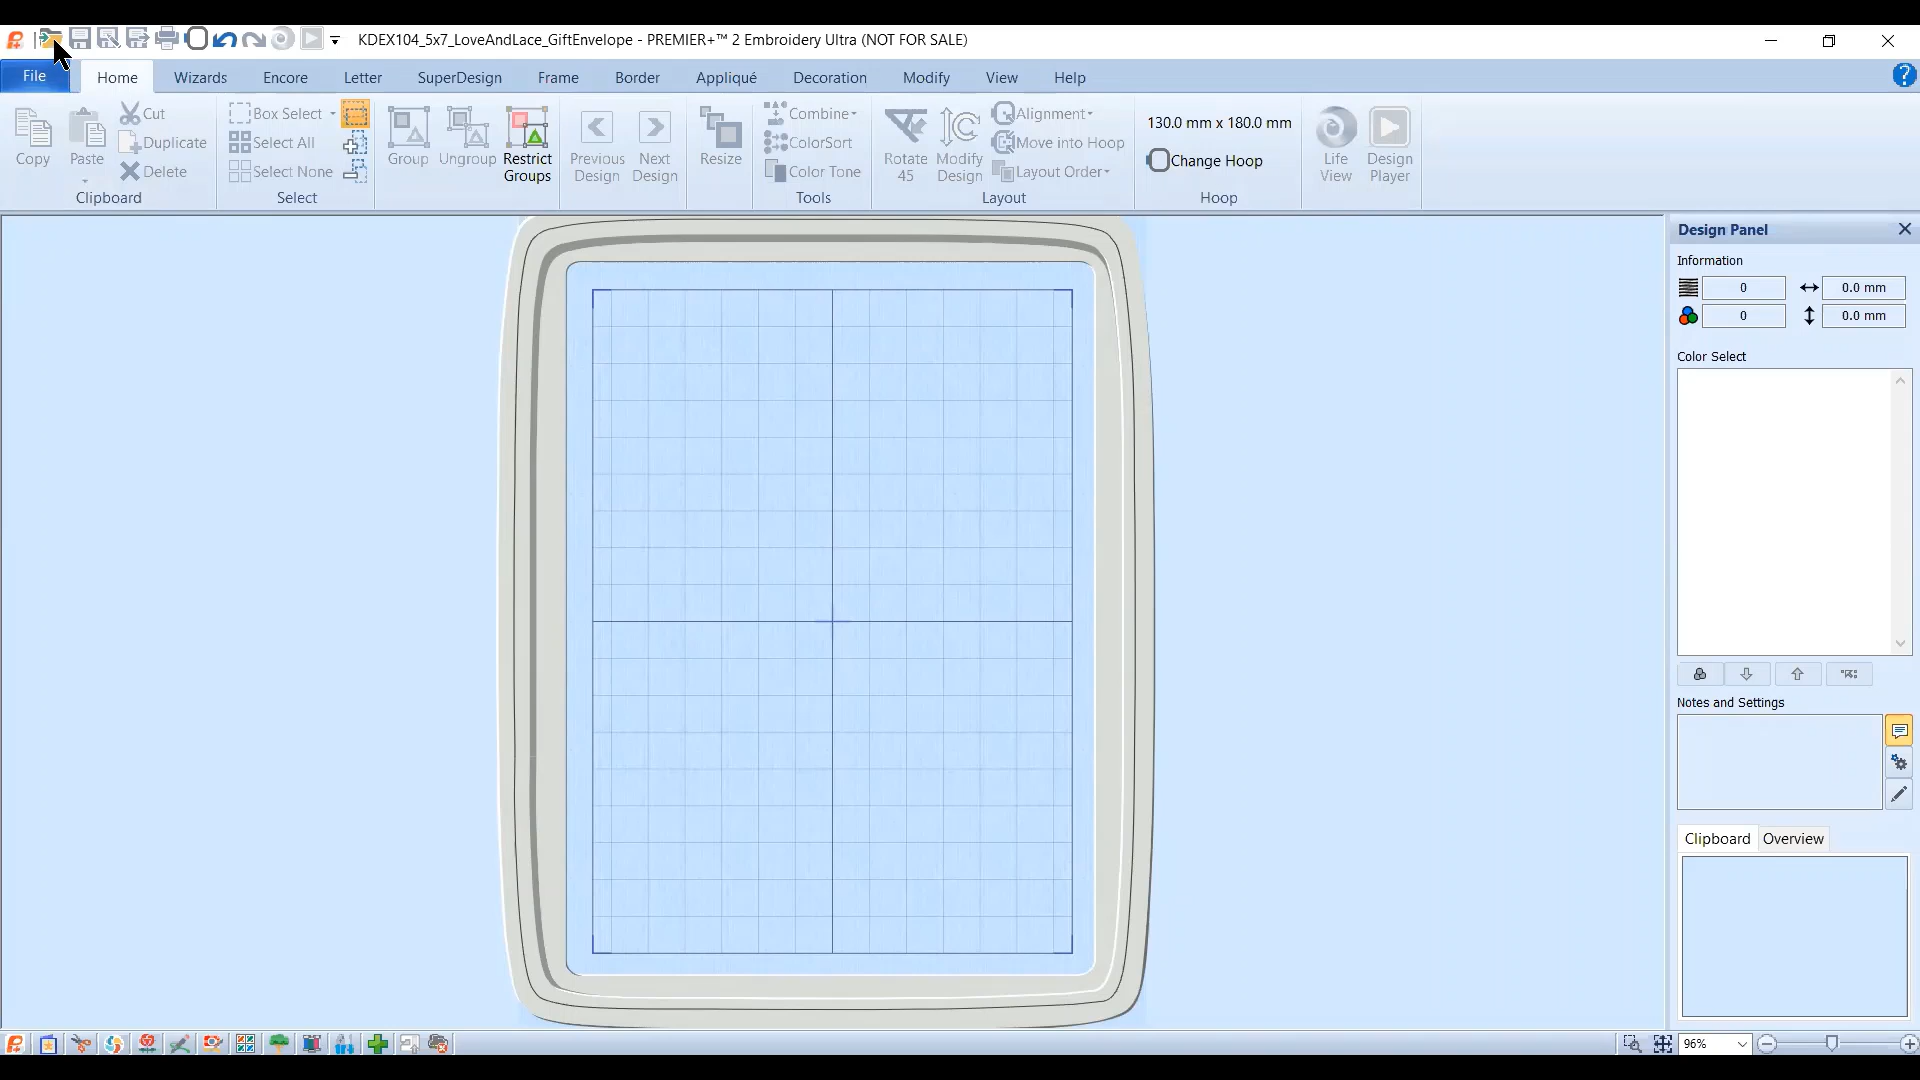 KDEX104_5x7_LoveAndLace_GiftEnvelope - PREMIER+™ 2 Embroidery Ultra (NOT FOR SALE)
File Home Wizards Encore Letter SuperDesign Frame Border Appliqué Decoration Modify View Help
Copy Paste Cut Duplicate Delete
Clipboard
Box Select Select All Select None
Select
Group Ungroup Restrict Groups
Previous Design Next Design
Resize
Combine ColorSort Color Tone
Tools
Rotate 45 Modify Design Alignment Move into Hoop Layout Order
Layout
130.0 mm x 180.0 mm
Change Hoop
Hoop
Life View Design Player
Design Panel
Information
0 0.0 mm
0 0.0 mm
Color Select
Notes and Settings
Clipboard Overview
96%